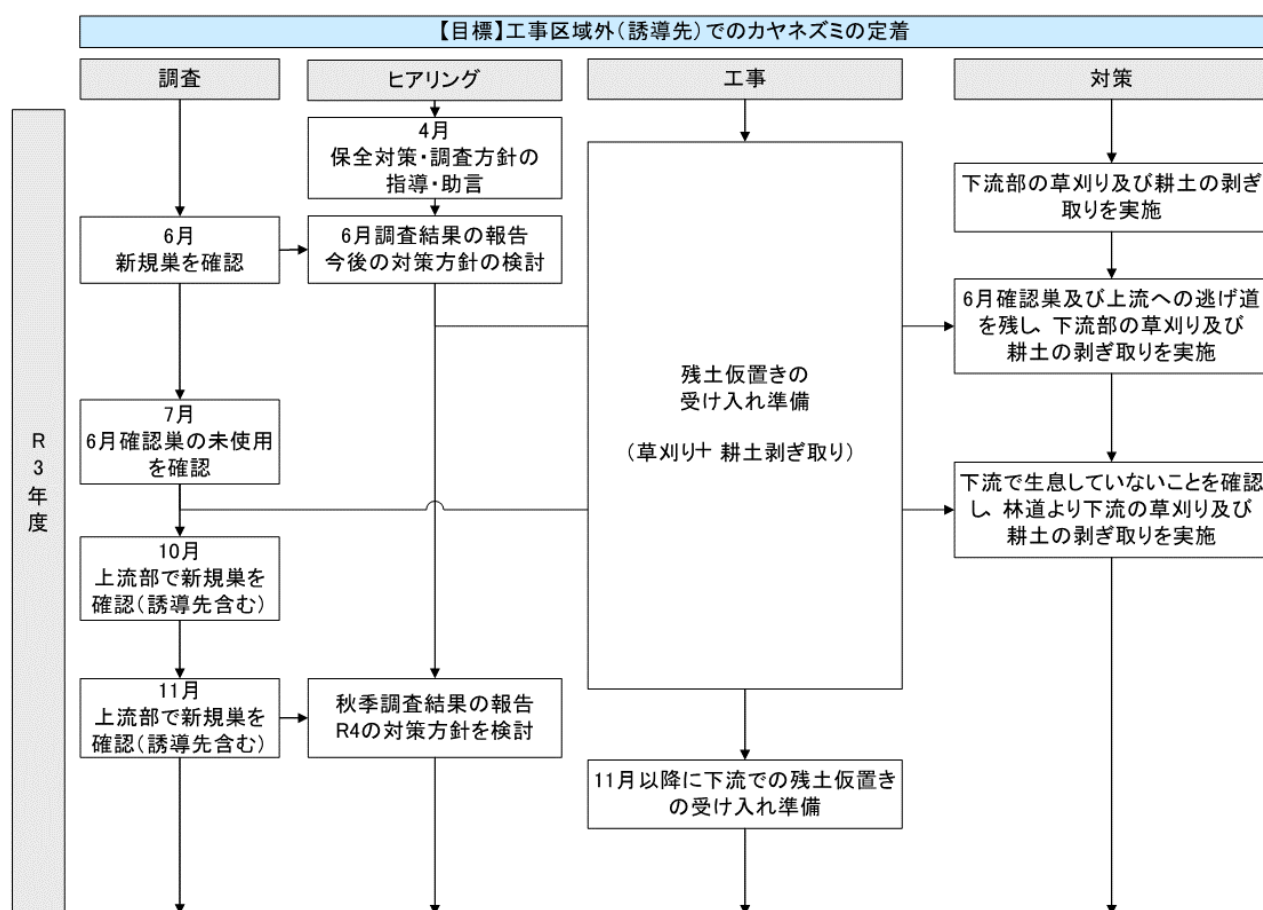 【目標】工事区域外（誘導先）でのカヤネズミの定着
調査
ヒアリング
工事
対策
R
3
年
度
4月
保全対策・調査方針の
指導・助言
下流部の草刈り及び耕土の剥ぎ
取りを実施
6月
新規巣を確認
6月調査結果の報告
今後の対策方針の検討
6月確認巣及び上流への逃げ道
を残し、下流部の草刈り及び
耕土の剥ぎ取りを実施
残土仮置きの
受け入れ準備
（草刈り＋ 耕土剥ぎ取り）
7月
6月確認巣の未使用
を確認
下流で生息していないことを確認
し、林道より下流の草刈り及び
耕土の剥ぎ取りを実施
10月
上流部で新規巣を
確認（誘導先含む）
11月
上流部で新規巣を
確認（誘導先含む）
秋季調査結果の報告
R4の対策方針を検討
11月以降に下流での残土仮置き
の受け入れ準備